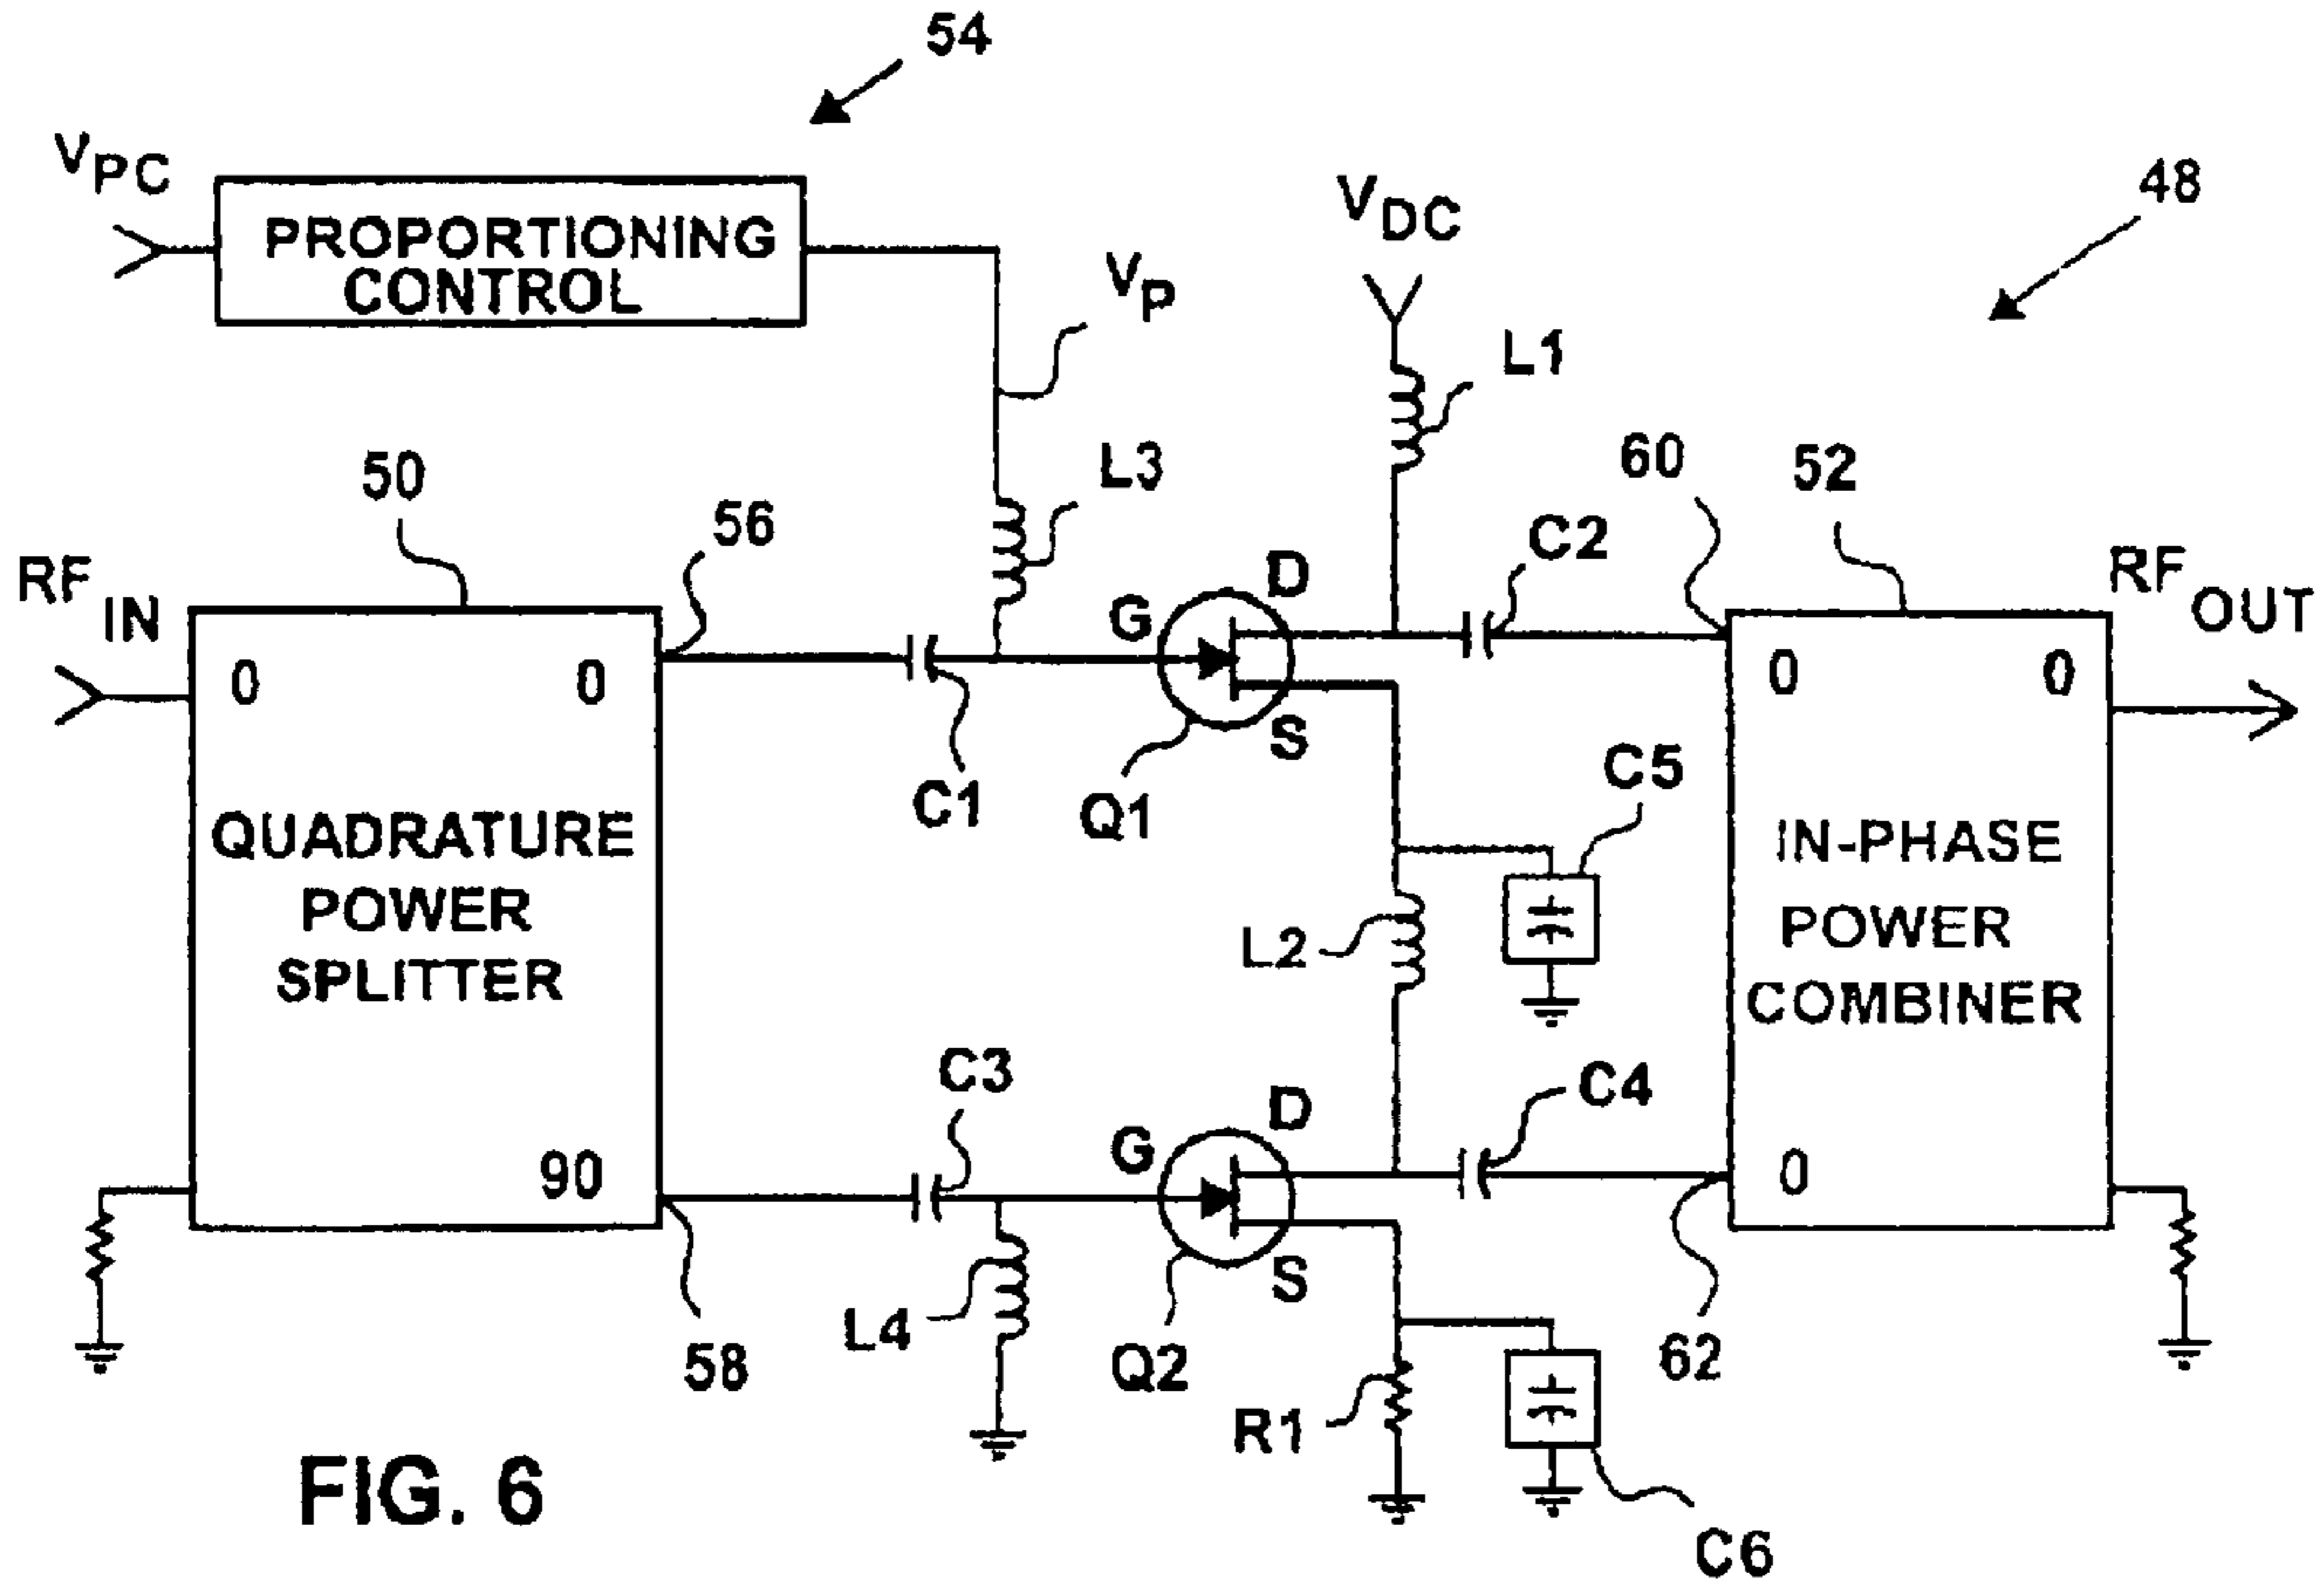 54
VPC
PROPORTIONING
CONTROL
VP
VDC
48
L1
L3
50
56
60
52
C2
RFIN
RFOUT
D
G
S
0
0
0
0
C1
Q1
C5
QUADRATURE
POWER
SPLITTER
IN-PHASE
POWER
COMBINER
L2
C3
C4
D
G
S
90
0
L4
58
Q2
R1
62
C6
FIG. 6